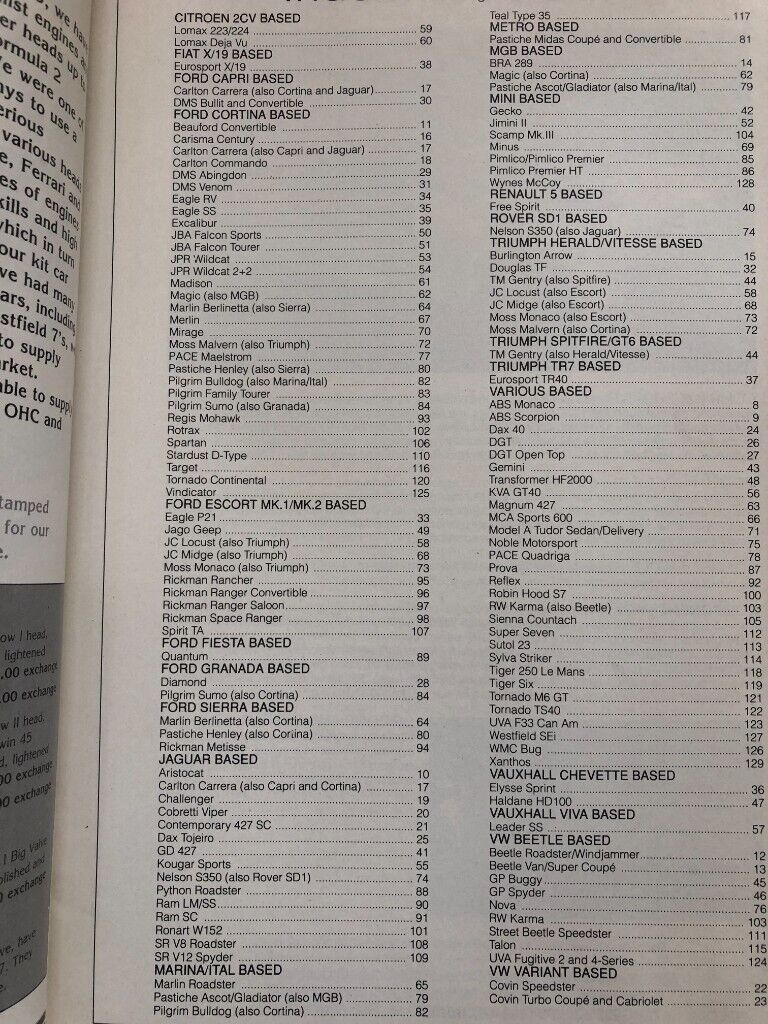 CITROEN 2CV BASED
Lomax 223/224 ........ 59
Lomax Deja Vu ........ 60
FIAT X/19 BASED
Eurosport X/19 ........ 38
FORD CAPRI BASED
Carlton Carrera (also Cortina and Jaguar) ........ 17
DMS Bullit and Convertible ........ 30
FORD CORTINA BASED
Beauford Convertible ........ 11
Carisma Century ........ 16
Carlton Carrera (also Capri and Jaguar) ........ 17
Carlton Commando ........ 18
DMS Abingdon ........ 29
DMS Venom ........ 31
Eagle RV ........ 34
Eagle SS ........ 35
Excalibur ........ 39
JBA Falcon Sports ........ 50
JBA Falcon Tourer ........ 51
JPR Wildcat ........ 53
JPR Wildcat 2+2 ........ 54
Madison ........ 61
Magic (also MGB) ........ 62
Marlin Berlinetta (also Sierra) ........ 64
Merlin ........ 67
Mirage ........ 70
Moss Malvern (also Triumph) ........ 72
PACE Maelstrom ........ 77
Pastiche Henley (also Sierra) ........ 80
Pilgrim Bulldog (also Marina/Ital) ........ 82
Pilgrim Family Tourer ........ 83
Pilgrim Sumo (also Granada) ........ 84
Regis Mohawk ........ 93
Rotrax ........ 102
Spartan ........ 106
Stardust D-Type ........ 110
Target ........ 116
Tornado Continental ........ 120
Vindicator ........ 125
FORD ESCORT MK.1/MK.2 BASED
Eagle P21 ........ 33
Jago Geep ........ 49
JC Locust (also Triumph) ........ 58
JC Midge (also Triumph) ........ 68
Moss Monaco (also Triumph) ........ 73
Rickman Rancher ........ 95
Rickman Ranger Convertible ........ 96
Rickman Ranger Saloon ........ 97
Rickman Space Ranger ........ 98
Spirit TA ........ 107
FORD FIESTA BASED
Quantum ........ 89
FORD GRANADA BASED
Diamond ........ 28
Pilgrim Sumo (also Cortina) ........ 84
FORD SIERRA BASED
Marlin Berlinetta (also Cortina) ........ 64
Pastiche Henley (also Cortina) ........ 80
Rickman Metisse ........ 94
JAGUAR BASED
Aristocat ........ 10
Carlton Carrera (also Capri and Cortina) ........ 17
Challenger ........ 19
Cobretti Viper ........ 20
Contemporary 427 SC ........ 21
Dax Tojeiro ........ 25
GD 427 ........ 41
Kougar Sports ........ 55
Nelson S350 (also Rover SD1) ........ 74
Python Roadster ........ 88
Ram LM/SS ........ 90
Ram SC ........ 91
Ronart W152 ........ 101
SR V8 Roadster ........ 108
SR V12 Spyder ........ 109
MARINA/ITAL BASED
Marlin Roadster ........ 65
Pastiche Ascot/Gladiator (also MGB) ........ 79
Pilgrim Bulldog (also Cortina) ........ 82
Teal Type 35 ........ 117
METRO BASED
Pastiche Midas Coupé and Convertible ........ 81
MGB BASED
BRA 289 ........ 14
Magic (also Cortina) ........ 62
Pastiche Ascot/Gladiator (also Marina/Ital) ........ 79
MINI BASED
Gecko ........ 42
Jimini II ........ 52
Scamp Mk.III ........ 104
Minus ........ 69
Pimlico/Pimlico Premier ........ 85
Pimlico Premier HT ........ 86
Wynes McCoy ........ 128
RENAULT 5 BASED
Free Spirit ........ 40
ROVER SD1 BASED
Nelson S350 (also Jaguar) ........ 74
TRIUMPH HERALD/VITESSE BASED
Burlington Arrow ........ 15
Douglas TF ........ 32
TM Gentry (also Spitfire) ........ 44
JC Locust (also Escort) ........ 58
JC Midge (also Escort) ........ 68
Moss Monaco (also Escort) ........ 73
Moss Malvern (also Cortina) ........ 72
TRIUMPH SPITFIRE/GT6 BASED
TM Gentry (also Herald/Vitesse) ........ 44
TRIUMPH TR7 BASED
Eurosport TR40 ........ 37
VARIOUS BASED
ABS Monaco ........ 8
ABS Scorpion ........ 9
Dax 40 ........ 24
DGT ........ 26
DGT Open Top ........ 27
Gemini ........ 43
Transformer HF2000 ........ 48
KVA GT40 ........ 56
Magnum 427 ........ 63
MCA Sports 600 ........ 66
Model A Tudor Sedan/Delivery ........ 71
Noble Motorsport ........ 75
PACE Quadriga ........ 78
Prova ........ 87
Reflex ........ 92
Robin Hood S7 ........ 100
RW Karma (also Beetle) ........ 103
Sienna Countach ........ 105
Super Seven ........ 112
Sutol 23 ........ 113
Sylva Striker ........ 114
Tiger 250 Le Mans ........ 118
Tiger Six ........ 119
Tornado M6 GT ........ 121
Tornado TS40 ........ 122
UVA F33 Can Am ........ 123
Westfield SEi ........ 127
WMC Bug ........ 126
Xanthos ........ 129
VAUXHALL CHEVETTE BASED
Elysse Sprint ........ 36
Haldane HD100 ........ 47
VAUXHALL VIVA BASED
Leader SS ........ 57
VW BEETLE BASED
Beetle Roadster/Windjammer ........ 12
Beetle Van/Super Coupé ........ 13
GP Buggy ........ 45
GP Spyder ........ 46
Nova ........ 76
RW Karma ........ 103
Street Beetle Speedster ........ 111
Talon ........ 115
UVA Fugitive 2 and 4-Series ........ 124
VW VARIANT BASED
Covin Speedster ........ 22
Covin Turbo Coupé and Cabriolet ........ 23